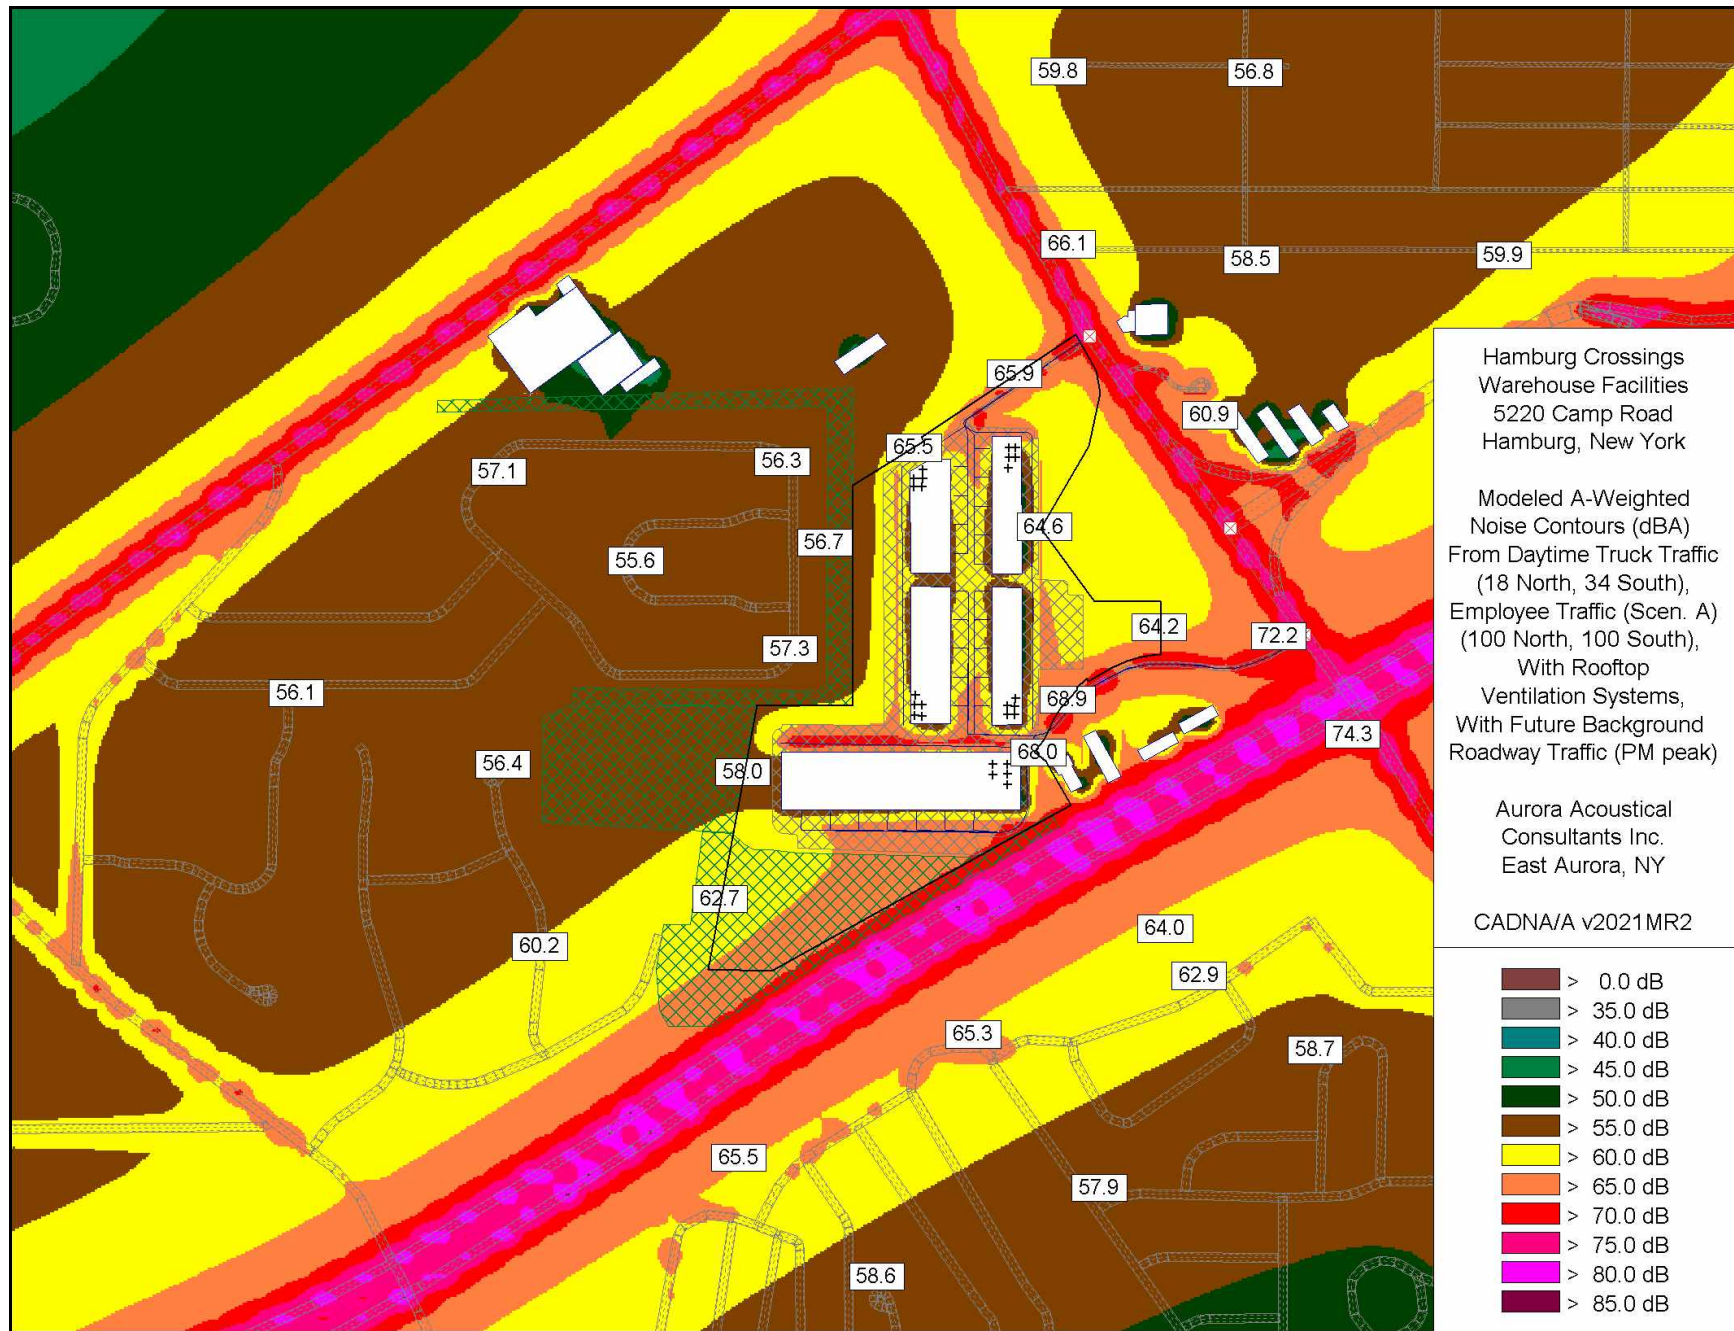 59.8
56.8
66.1
58.5
59.9
65.9
60.9
65.5
57.1
56.3
56.7
64.6
55.6
57.3
64.2
72.2
56.1
68.9
74.3
56.4
58.0
68.0
62.7
64.0
60.2
62.9
65.3
58.7
65.5
57.9
58.6
Hamburg Crossings
Warehouse Facilities
5220 Camp Road
Hamburg, New York
Modeled A-Weighted
Noise Contours (dBA)
From Daytime Truck Traffic
(18 North, 34 South),
Employee Traffic (Scen. A)
(100 North, 100 South),
With Rooftop
Ventilation Systems,
With Future Background
Roadway Traffic (PM peak)
Aurora Acoustical
Consultants Inc.
East Aurora, NY
CADNA/A v2021MR2
> 0.0 dB
> 35.0 dB
> 40.0 dB
> 45.0 dB
> 50.0 dB
> 55.0 dB
> 60.0 dB
> 65.0 dB
> 70.0 dB
> 75.0 dB
> 80.0 dB
> 85.0 dB